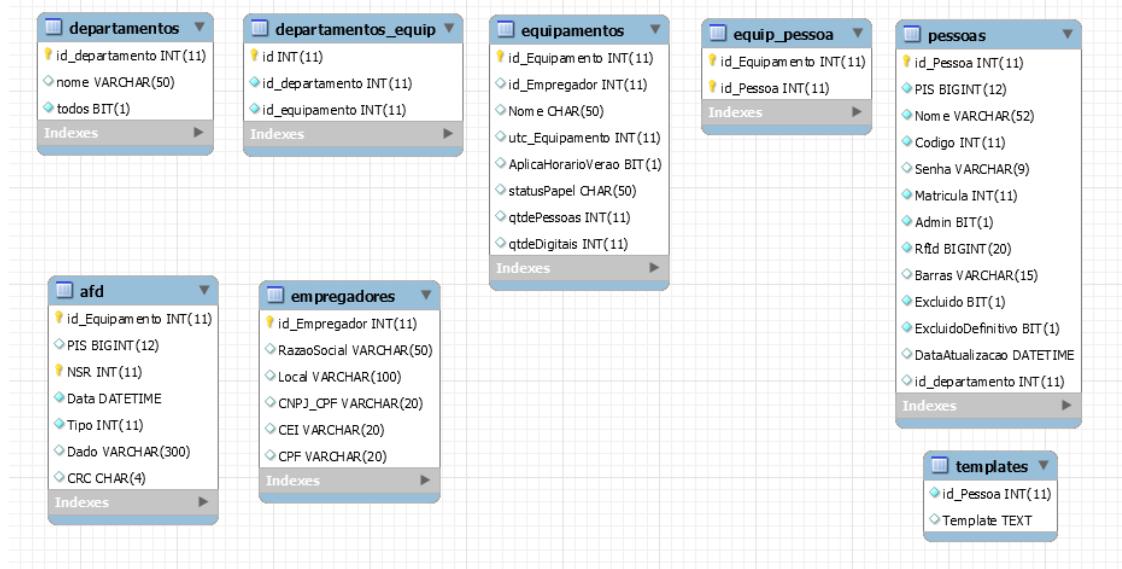 departamentos
id_departamento INT(11)
nome VARCHAR(50)
todos BIT(1)
Indexes
departamentos_equip
id INT(11)
id_departamento INT(11)
id_equipamento INT(11)
Indexes
equipamentos
id_Equipamento INT(11)
id_Empregador INT(11)
Nome CHAR(50)
utc_Equipamento INT(11)
AplicaHorarioVerao BIT(1)
statusPapel CHAR(50)
qtdePessoas INT(11)
qtdeDigitais INT(11)
Indexes
equip_pessoa
id_Equipamento INT(11)
id_Pessoa INT(11)
Indexes
pessoas
id_Pessoa INT(11)
PIS BIGINT(12)
Nome VARCHAR(52)
Codigo INT(11)
Senha VARCHAR(9)
Matricula INT(11)
Admin BIT(1)
RfId BIGINT(20)
Barras VARCHAR(15)
Excluido BIT(1)
ExcluidoDefinitivo BIT(1)
DataAtualizacao DATETIME
id_departamento INT(11)
Indexes
afd
id_Equipamento INT(11)
PIS BIGINT(12)
NSR INT(11)
Data DATETIME
Tipo INT(11)
Dado VARCHAR(300)
CRC CHAR(4)
Indexes
empregadores
id_Empregador INT(11)
RazaoSocial VARCHAR(50)
Local VARCHAR(100)
CNPJ_CPF VARCHAR(20)
CEI VARCHAR(20)
CPF VARCHAR(20)
Indexes
templates
id_Pessoa INT(11)
Template TEXT